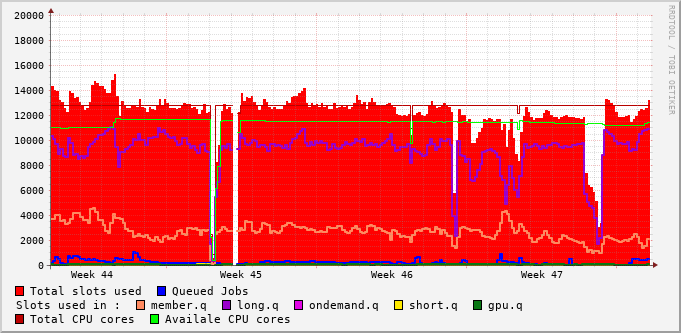 20000
18000
16000
14000
12000
10000
8000
6000
4000
2000
0
Week 44 Week 45 Week 46 Week 47
RRDTOOL / TOBI OETIKER
Total slots used Queued Jobs
Slots used in : member.q long.q ondemand.q short.q gpu.q
Total CPU cores Availale CPU cores